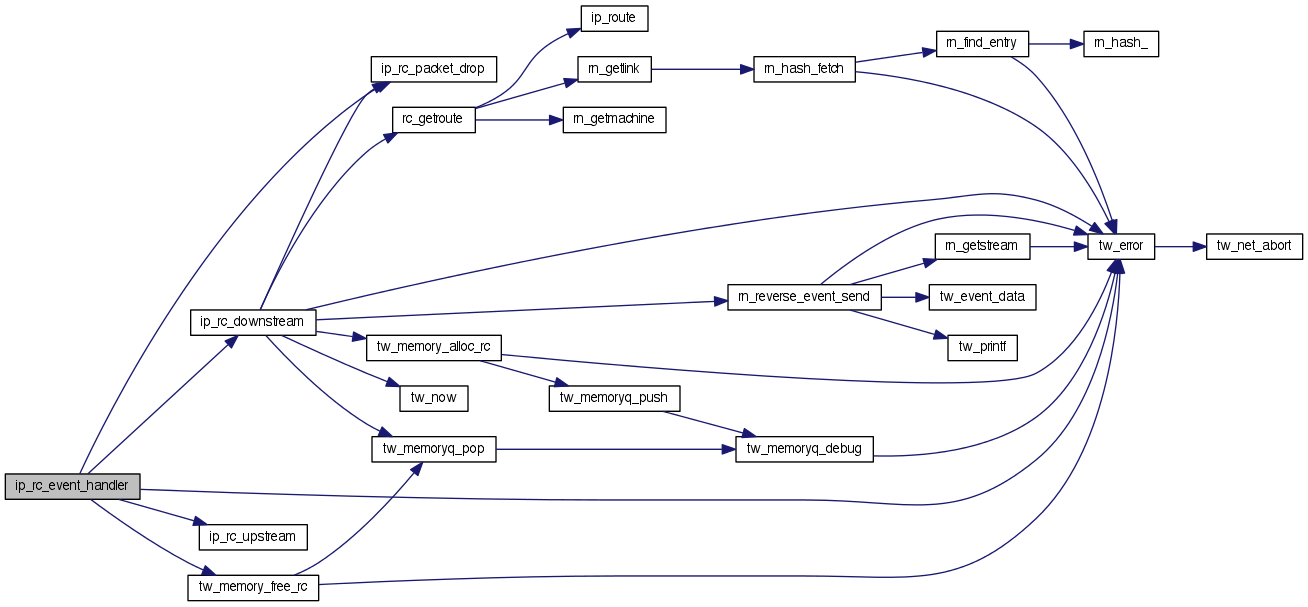 ip_route
rn_find_entry
rn_hash_
ip_rc_packet_drop
rn_getlink
rn_hash_fetch
rc_getroute
rn_getmachine
rn_getstream
tw_error
tw_net_abort
rn_reverse_event_send
tw_event_data
ip_rc_downstream
tw_memory_alloc_rc
tw_printf
tw_now
tw_memoryq_push
tw_memoryq_pop
tw_memoryq_debug
ip_rc_event_handler
ip_rc_upstream
tw_memory_free_rc